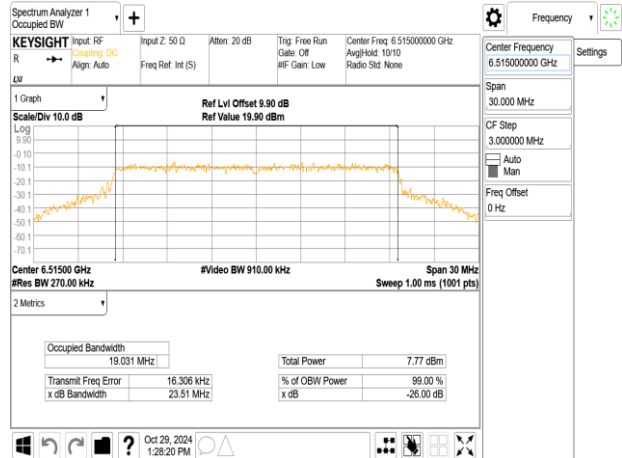 Spectrum Analyzer 1
Occupied BW
KEYSIGHT
R
LXI
Input: RF
Coupling: DC
Align: Auto
Input Z: 50 Ω
Freq Ref: Int (S)
Atten: 20 dB
Trig: Free Run
Gate: Off
#IF Gain: Low
Center Freq: 6.515000000 GHz
Avg|Hold: 10/10
Radio Std: None
1 Graph
Scale/Div 10.0 dB
Ref Lvl Offset 9.90 dB
Ref Value 19.90 dBm
Log
9.90
-0.10
-10.1
-20.1
-30.1
-40.1
-50.1
-60.1
-70.1
Center 6.51500 GHz
#Res BW 270.00 kHz
#Video BW 910.00 kHz
Span 30 MHz
Sweep 1.00 ms (1001 pts)
2 Metrics
Occupied Bandwidth
19.031 MHz
Transmit Freq Error 16.306 kHz
x dB Bandwidth 23.51 MHz
Total Power 7.77 dBm
% of OBW Power 99.00 %
x dB -26.00 dB
?
Oct 29, 2024
1:28:20 PM
Frequency
Center Frequency
6.515000000 GHz
Settings
Span
30.000 MHz
CF Step
3.000000 MHz
Auto
Man
Freq Offset
0 Hz